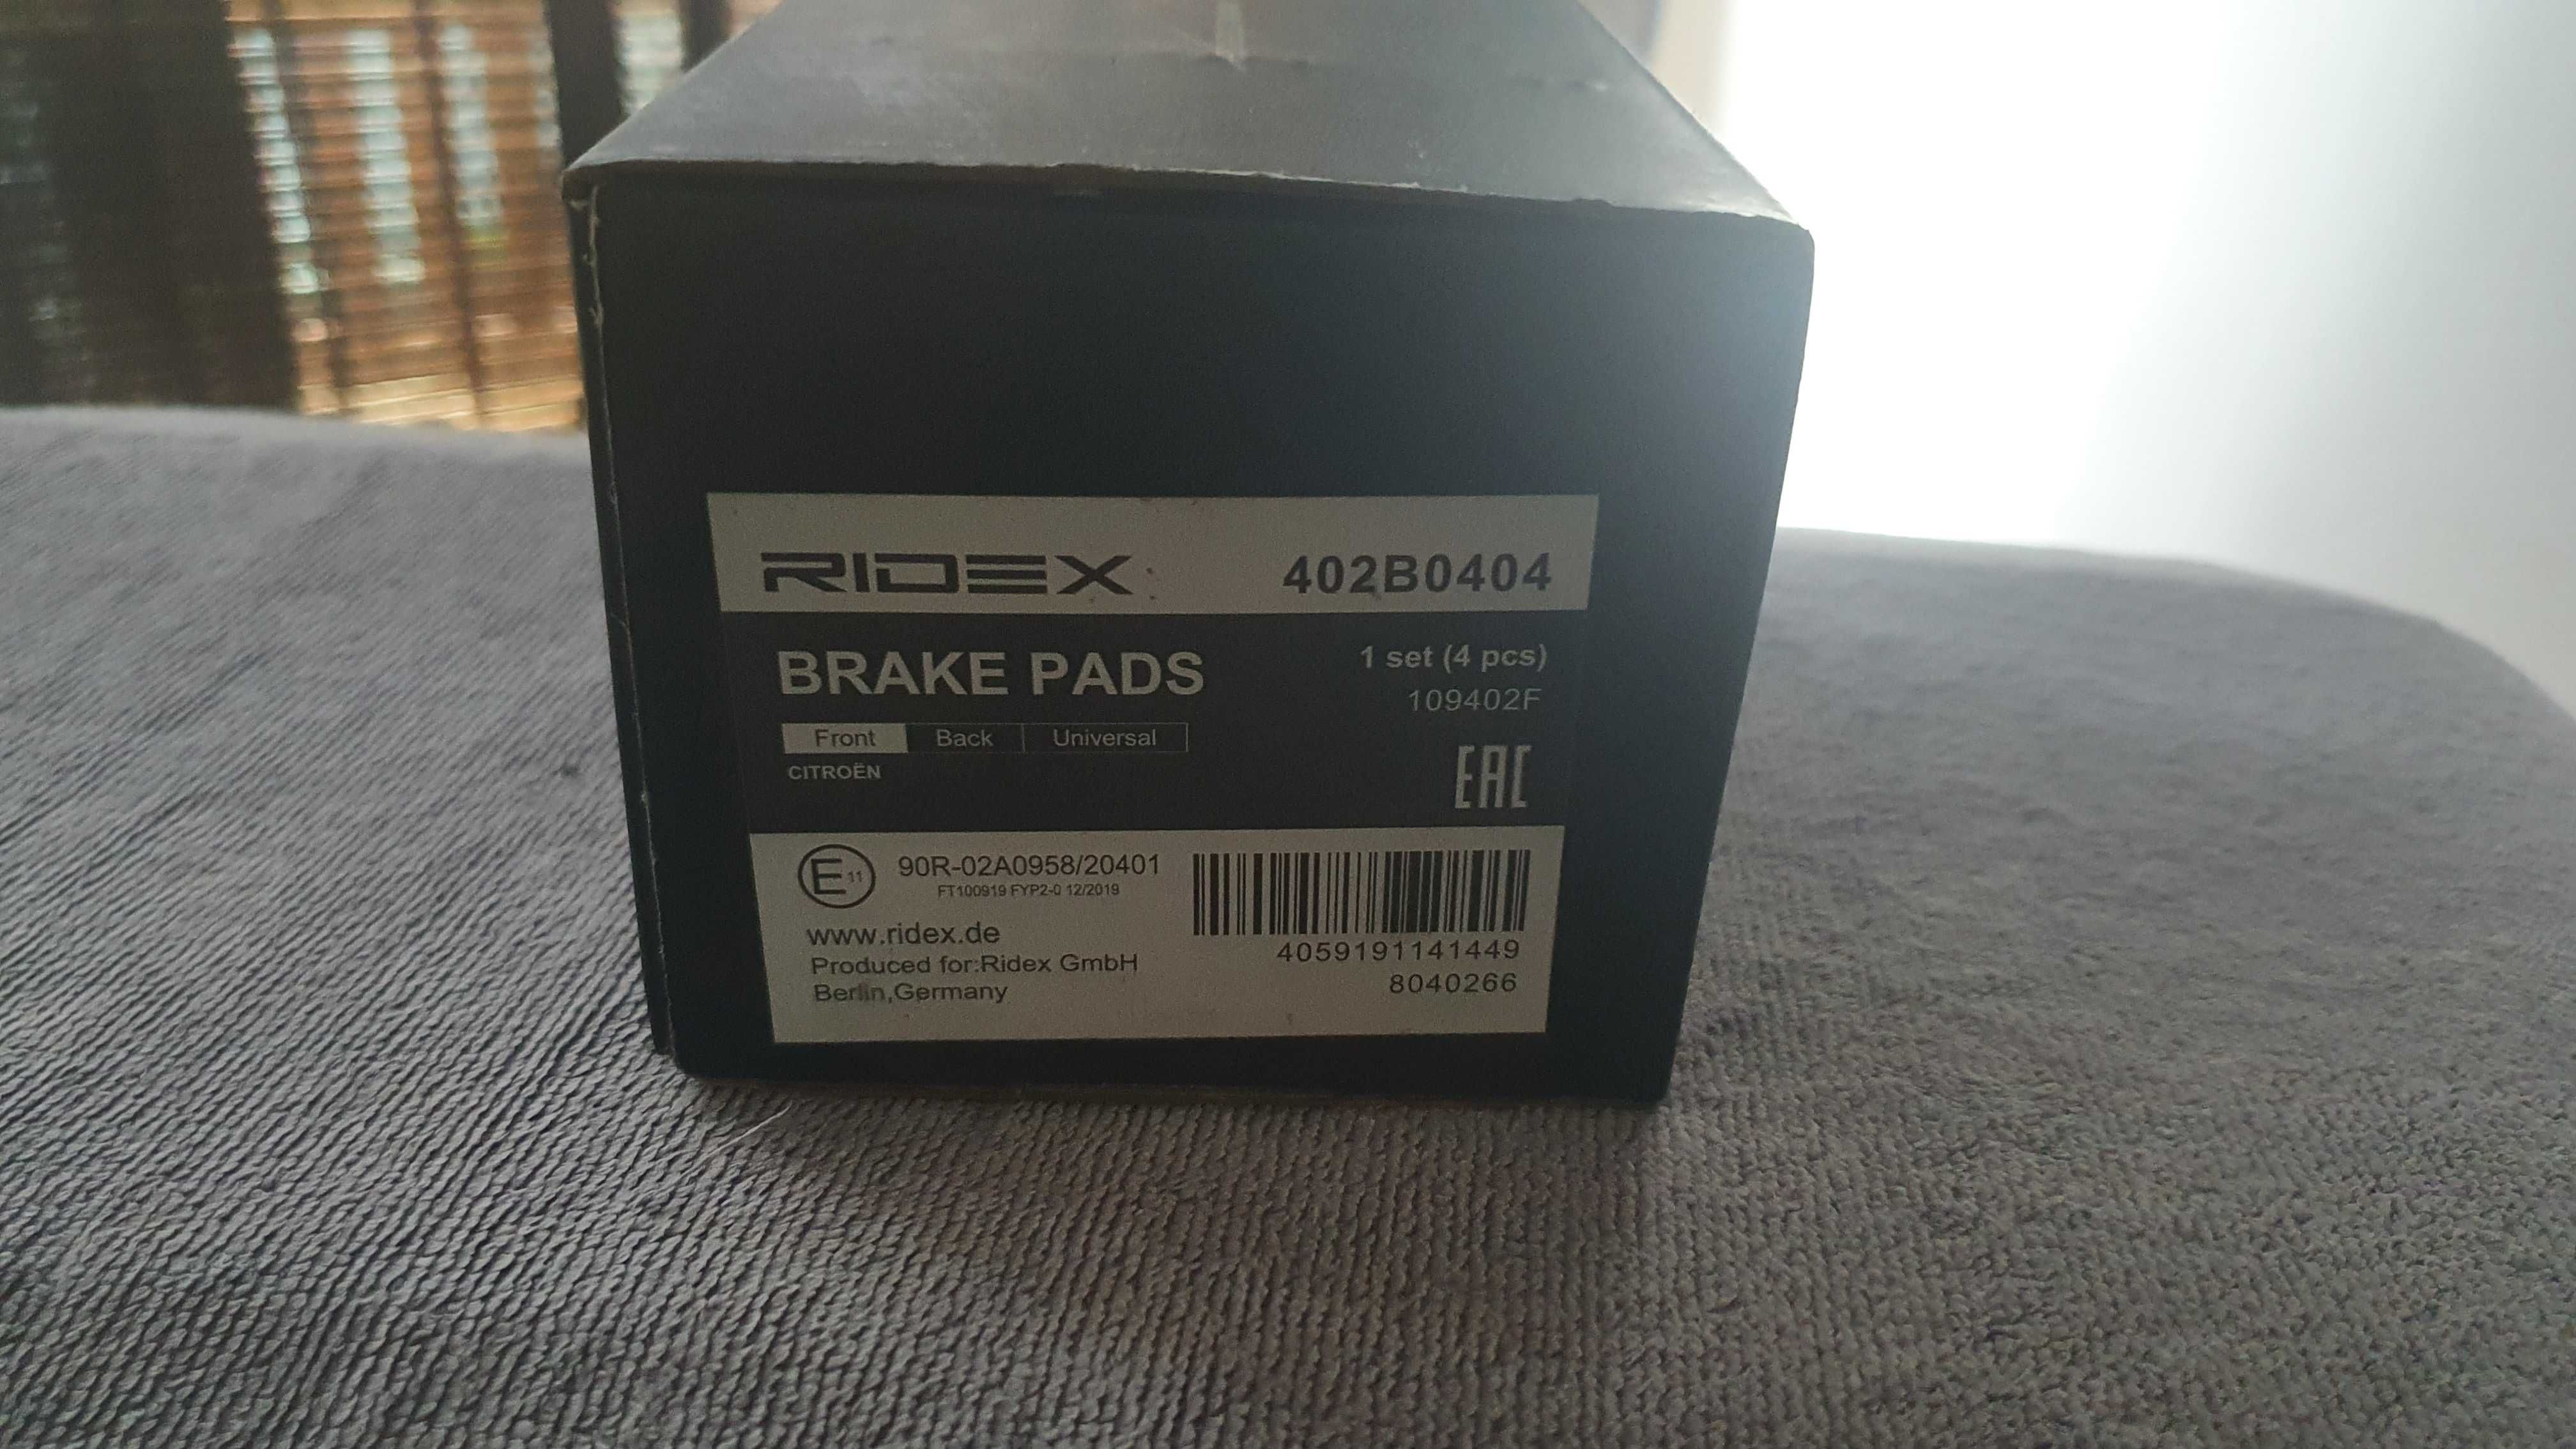 RIDEX 402B0404
BRAKE PADS
1 set (4 pcs)
109402F
Front Back Universal
CITROËN
EAC
E11 90R-02A0958/20401
FT100919 FYP2-0 12/2019
www.ridex.de
Produced for:Ridex GmbH
Berlin,Germany
4059191141449
8040266